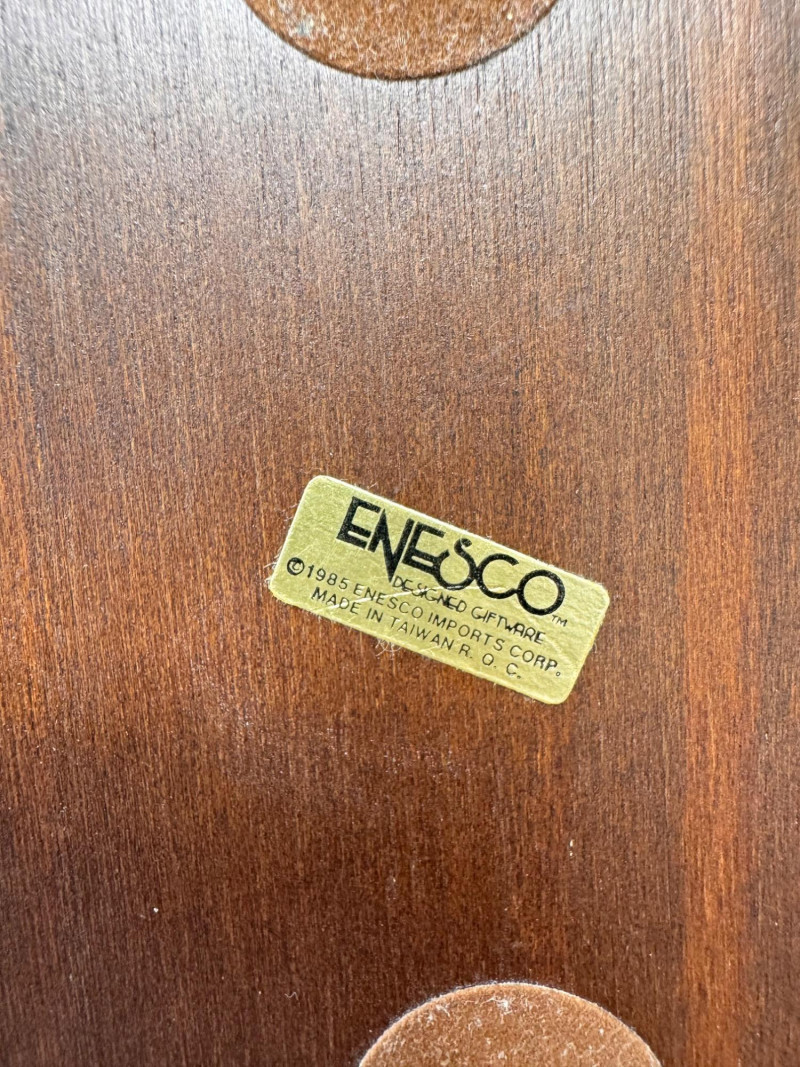 ENESCO
DESIGNED GIFTWARE™
©1985 ENESCO IMPORTS CORP.
MADE IN TAIWAN R. O. C.